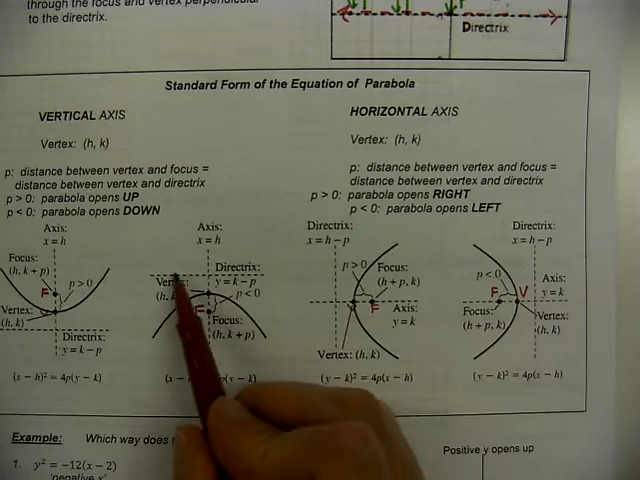 through the focus and vertex perpendicular
to the directrix.
F
Directrix
Standard Form of the Equation of Parabola
VERTICAL AXIS
Vertex: (h, k)
p: distance between vertex and focus =
distance between vertex and directrix
p > 0: parabola opens UP
p < 0: parabola opens DOWN
HORIZONTAL AXIS
Vertex: (h, k)
p: distance between vertex and focus =
distance between vertex and directrix
p > 0: parabola opens RIGHT
p < 0: parabola opens LEFT
Axis:
x = h
Focus:
(h, k + p)
F
p > 0
Vertex:
(h, k)
Directrix:
y = k − p
(x − h)² = 4p(y − k)
Axis:
x = h
Directrix:
y = k − p
p < 0
F
Focus:
(h, k + p)
(y − k)
Directrix:
x = h − p
p > 0
Focus:
(h + p, k)
F
Axis:
y = k
Vertex: (h, k)
(y − k)² = 4p(x − h)
Directrix:
x = h − p
p < 0
F V
Axis:
y = k
Focus:
(h + p, k)
Vertex:
(h, k)
(y − k)² = 4p(x − h)
Example: Which way does
1. y² = −12(x − 2)
'negative x'
Positive y opens up